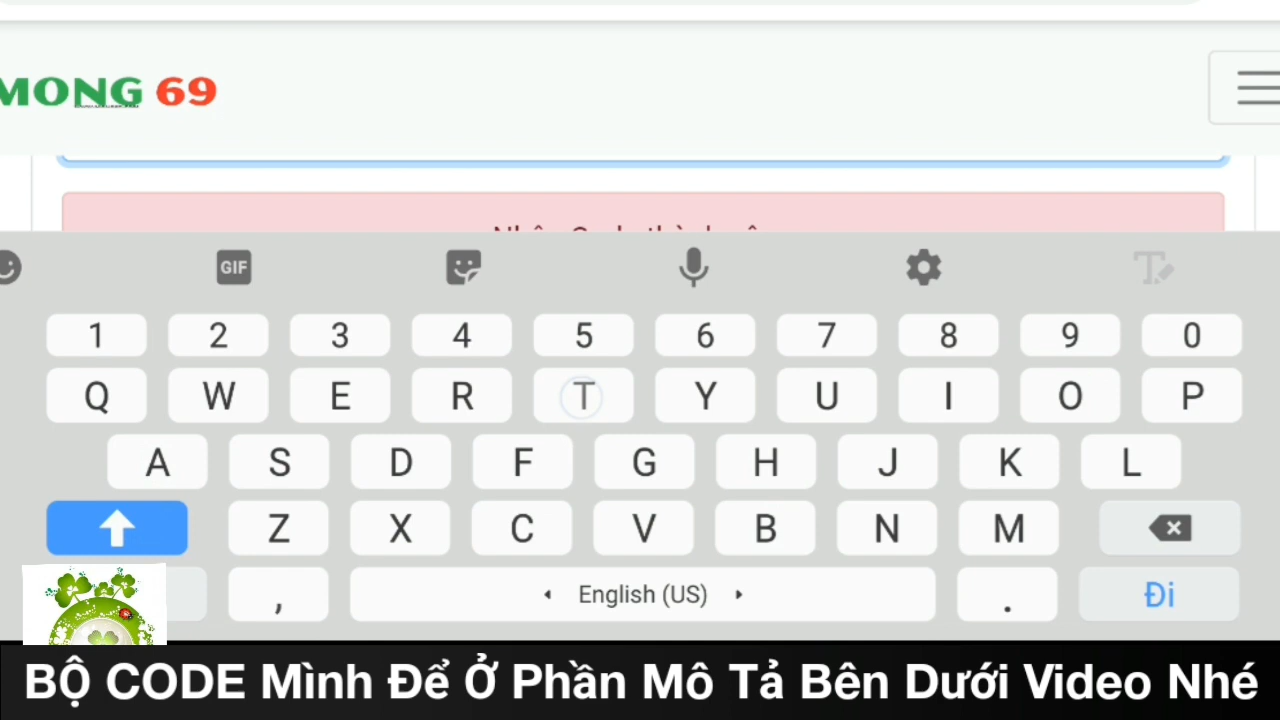 MONG 69
GIF
1 2 3 4 5 6 7 8 9 0
Q W E R T Y U I O P
A S D F G H J K L
Z X C V B N M
, English (US) . Đi
BỘ CODE Mình Để Ở Phần Mô Tả Bên Dưới Video Nhé